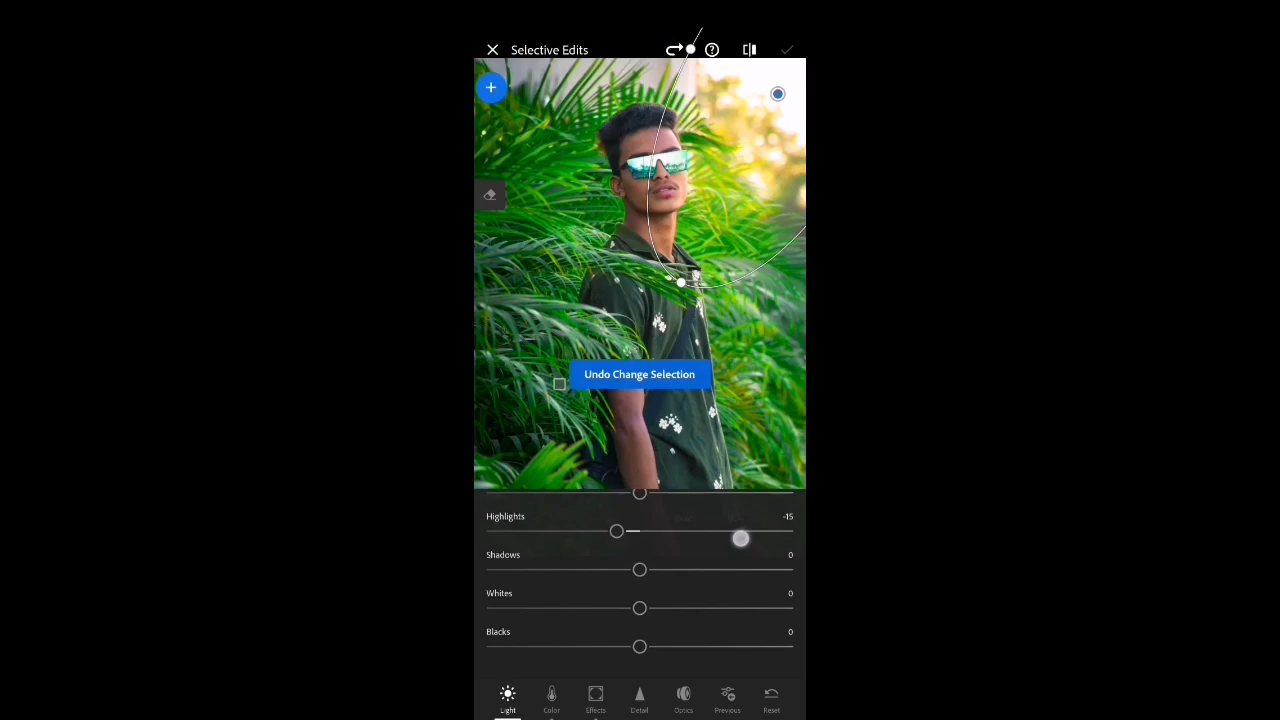 Selective Edits
Undo Change Selection
Highlights -15
Shadows 0
Whites 0
Blacks 0
Light Color Effects Detail Optics Previous Reset